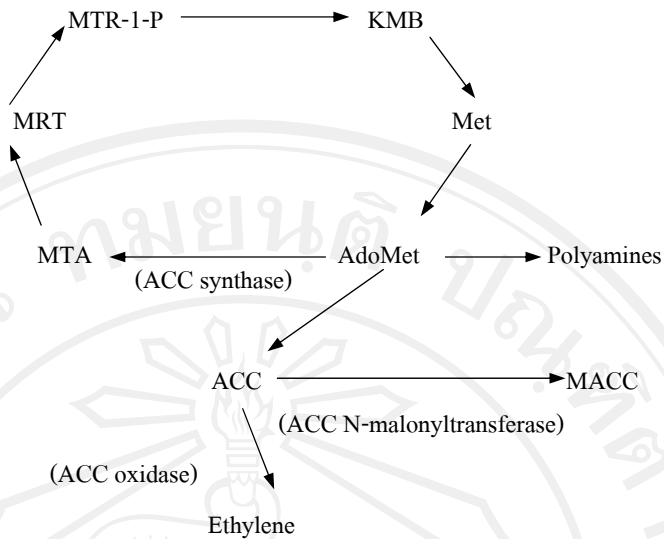 MTR-1-P
KMB
MRT
Met
MTA
AdoMet
Polyamines
(ACC synthase)
ACC
MACC
(ACC N-malonyltransferase)
(ACC oxidase)
Ethylene